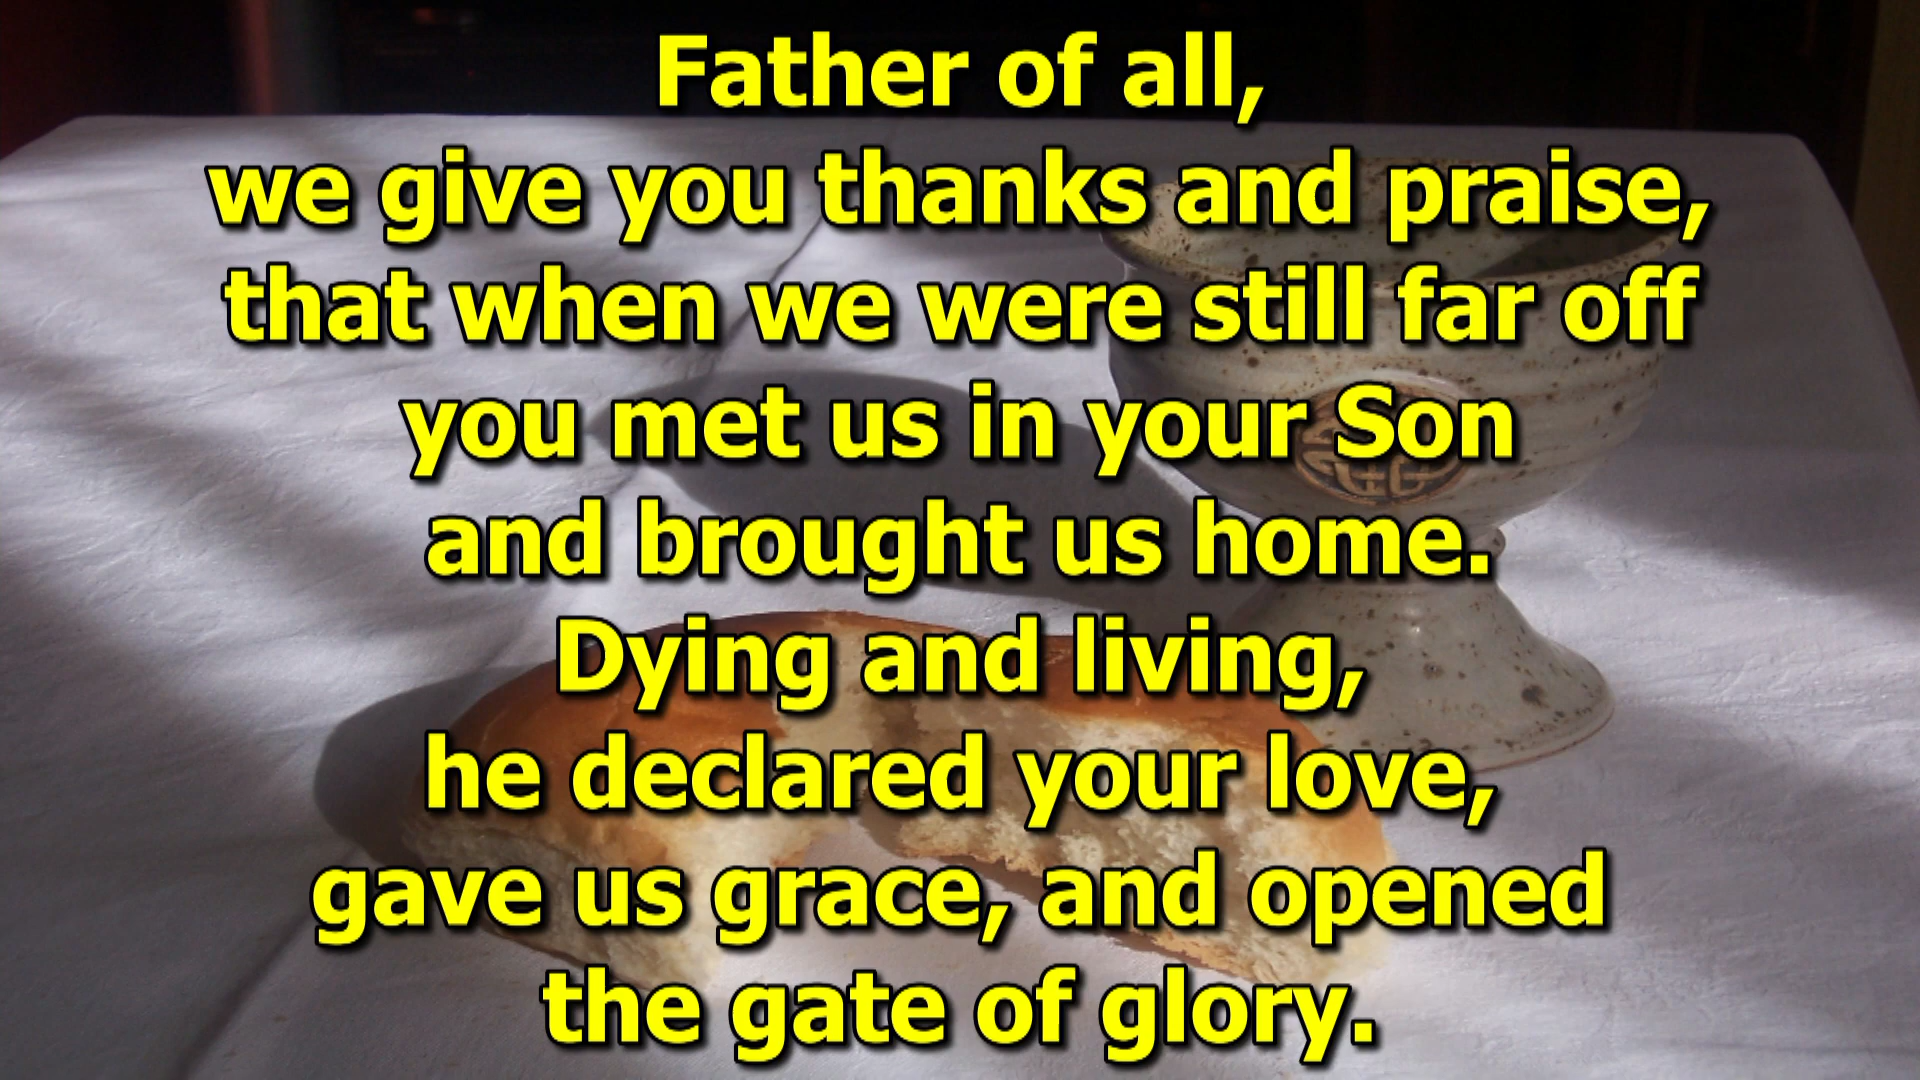 Father of all,
we give you thanks and praise,
that when we were still far off
you met us in your Son
and brought us home.
Dying and living,
he declared your love,
gave us grace, and opened
the gate of glory.